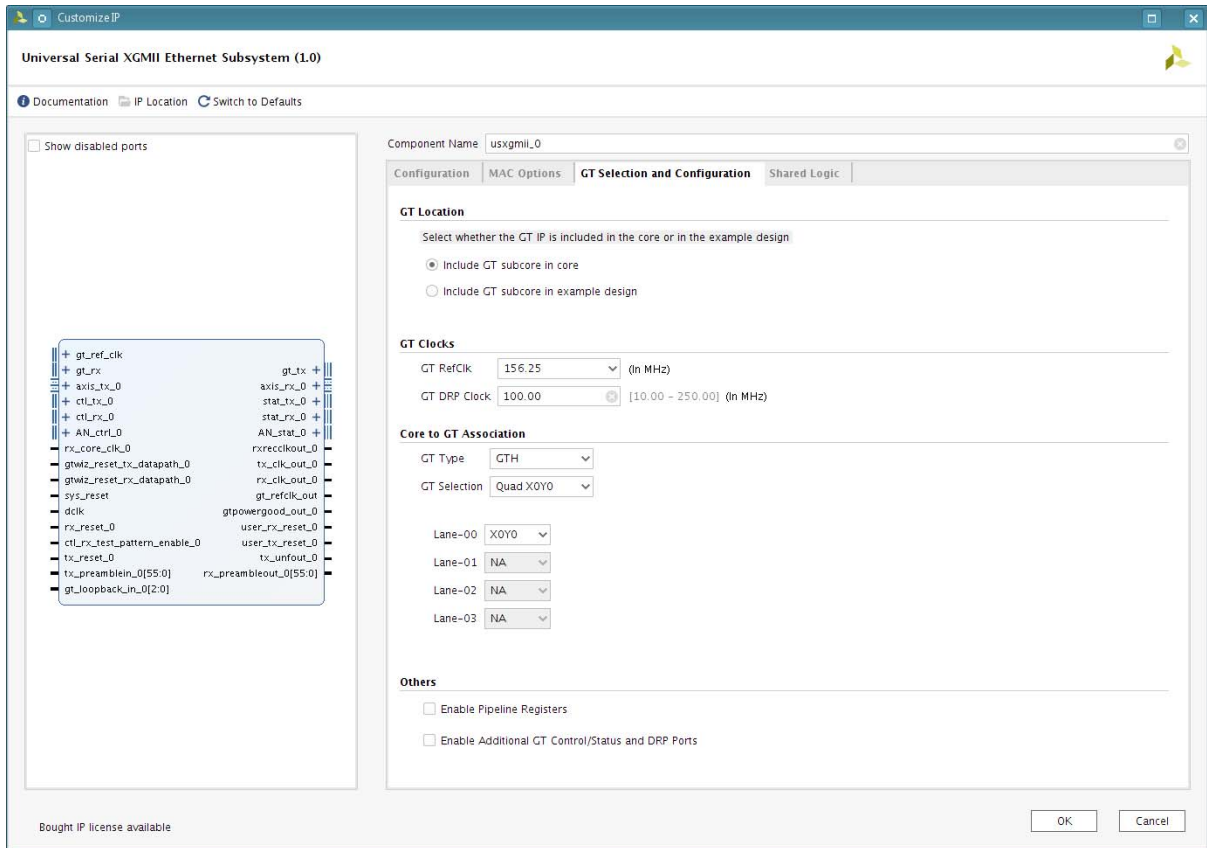 Customize IP
Universal Serial XGMII Ethernet Subsystem (1.0)
Documentation IP Location Switch to Defaults
Show disabled ports
+ gt_ref_clk
+ gt_rx gt_tx +
+ axis_tx_0 axis_rx_0 +
+ ctl_tx_0 stat_tx_0 +
+ ctl_rx_0 stat_rx_0 +
+ AN_ctrl_0 AN_stat_0 +
rx_core_clk_0 rxrecclkout_0
gtwiz_reset_tx_datapath_0 tx_clk_out_0
gtwiz_reset_rx_datapath_0 rx_clk_out_0
sys_reset gt_refclk_out
dclk gtpowergood_out_0
rx_reset_0 user_rx_reset_0
ctl_rx_test_pattern_enable_0 user_tx_reset_0
tx_reset_0 tx_unfout_0
tx_preamblein_0[55:0] rx_preambleout_0[55:0]
gt_loopback_in_0[2:0]
Component Name usxgmii_0
Configuration MAC Options GT Selection and Configuration Shared Logic
GT Location
Select whether the GT IP is included in the core or in the example design
Include GT subcore in core
Include GT subcore in example design
GT Clocks
GT RefClk 156.25 (In MHz)
GT DRP Clock 100.00 [10.00 - 250.00] (In MHz)
Core to GT Association
GT Type GTH
GT Selection Quad X0Y0
Lane-00 X0Y0
Lane-01 NA
Lane-02 NA
Lane-03 NA
Others
Enable Pipeline Registers
Enable Additional GT Control/Status and DRP Ports
Bought IP license available
OK Cancel